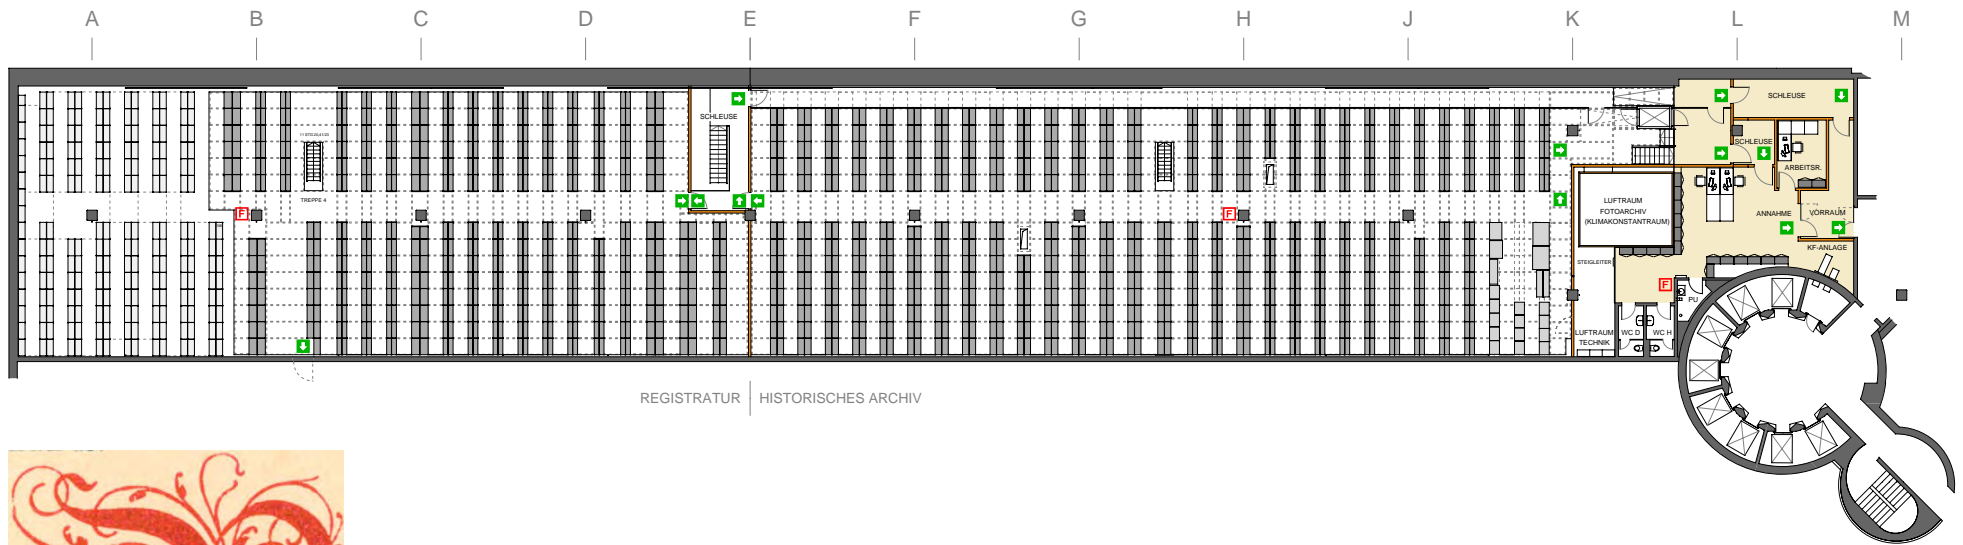 A B C D E F G H J K L M
SCHLEUSE
SCHLEUSE
SCHLEUSE
ARBEITSR.
TREPPE 4
F
F
LUFTRAUM
FOTOARCHIV
(KLIMAKONSTANTRAUM)
ANNAHME
VORRAUM
KF-ANLAGE
STEIGLEITER
F
PU
LUFTRAUM
TECHNIK
WC D
WC H
REGISTRATUR
HISTORISCHES ARCHIV